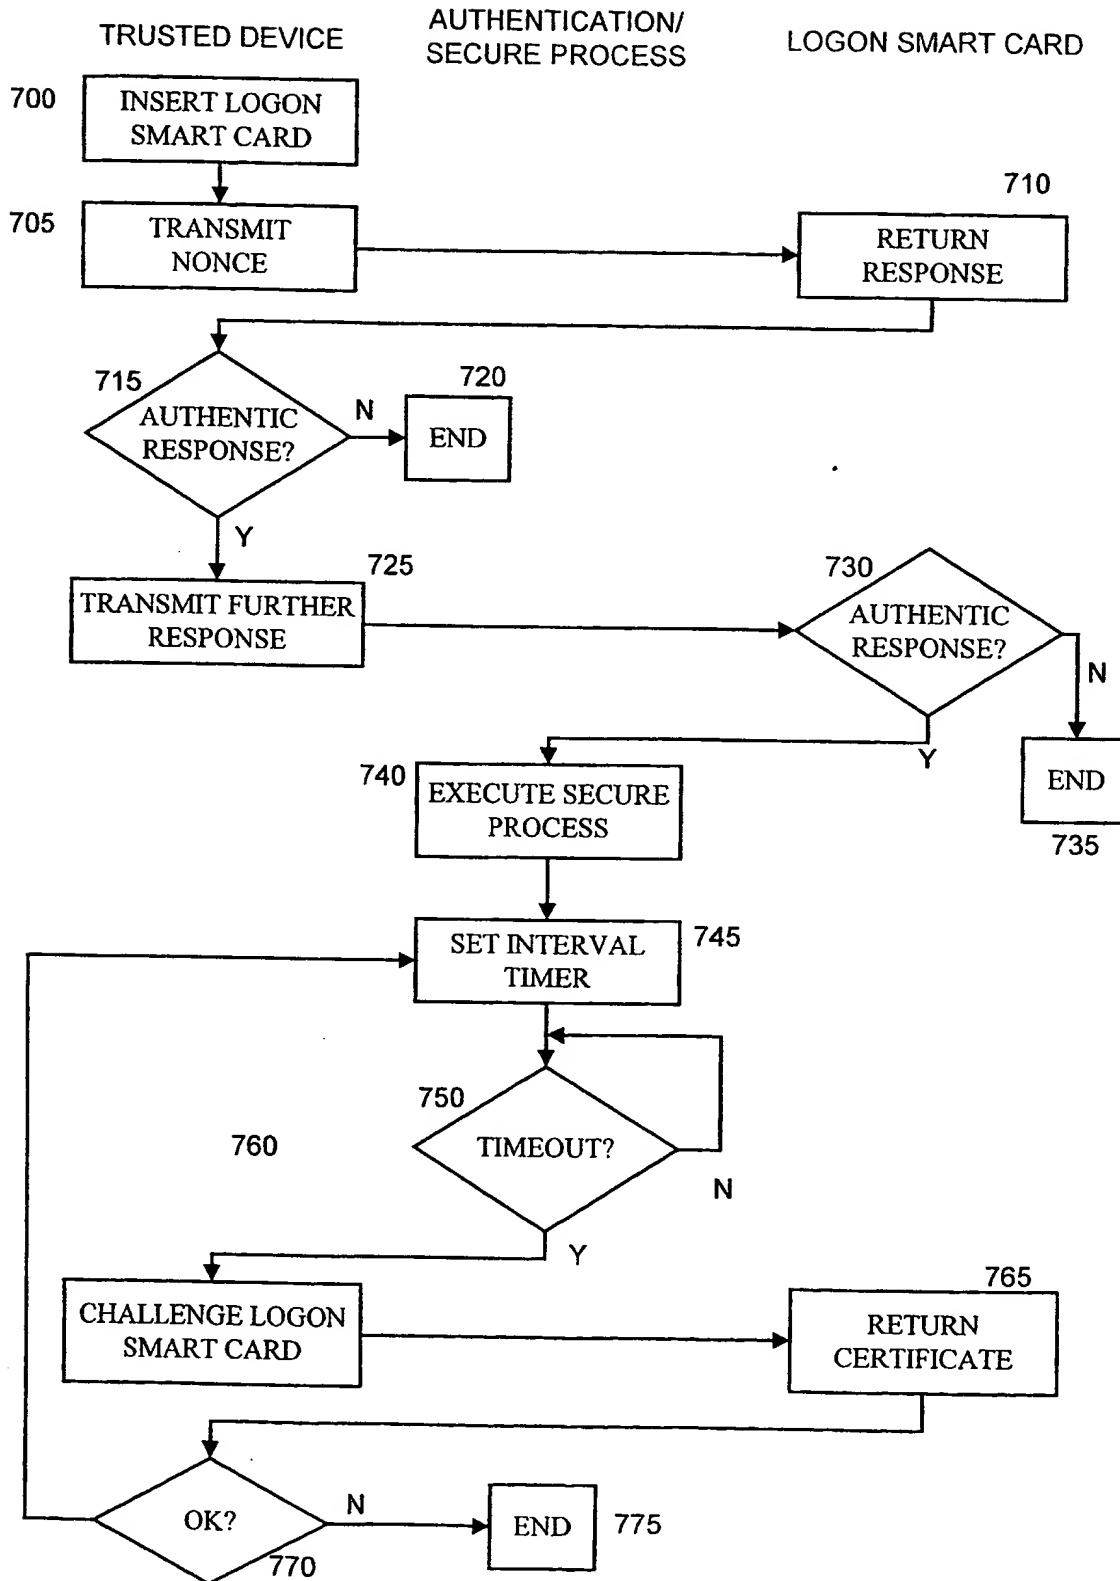 TRUSTED DEVICE
AUTHENTICATION/
SECURE PROCESS
LOGON SMART CARD
700
INSERT LOGON
SMART CARD
705
TRANSMIT
NONCE
710
RETURN
RESPONSE
715
AUTHENTIC
RESPONSE?
N
720
END
Y
725
TRANSMIT FURTHER
RESPONSE
730
AUTHENTIC
RESPONSE?
N
Y
END
735
740
EXECUTE SECURE
PROCESS
SET INTERVAL
TIMER
745
750
TIMEOUT?
N
760
Y
CHALLENGE LOGON
SMART CARD
765
RETURN
CERTIFICATE
OK?
770
N
END
775